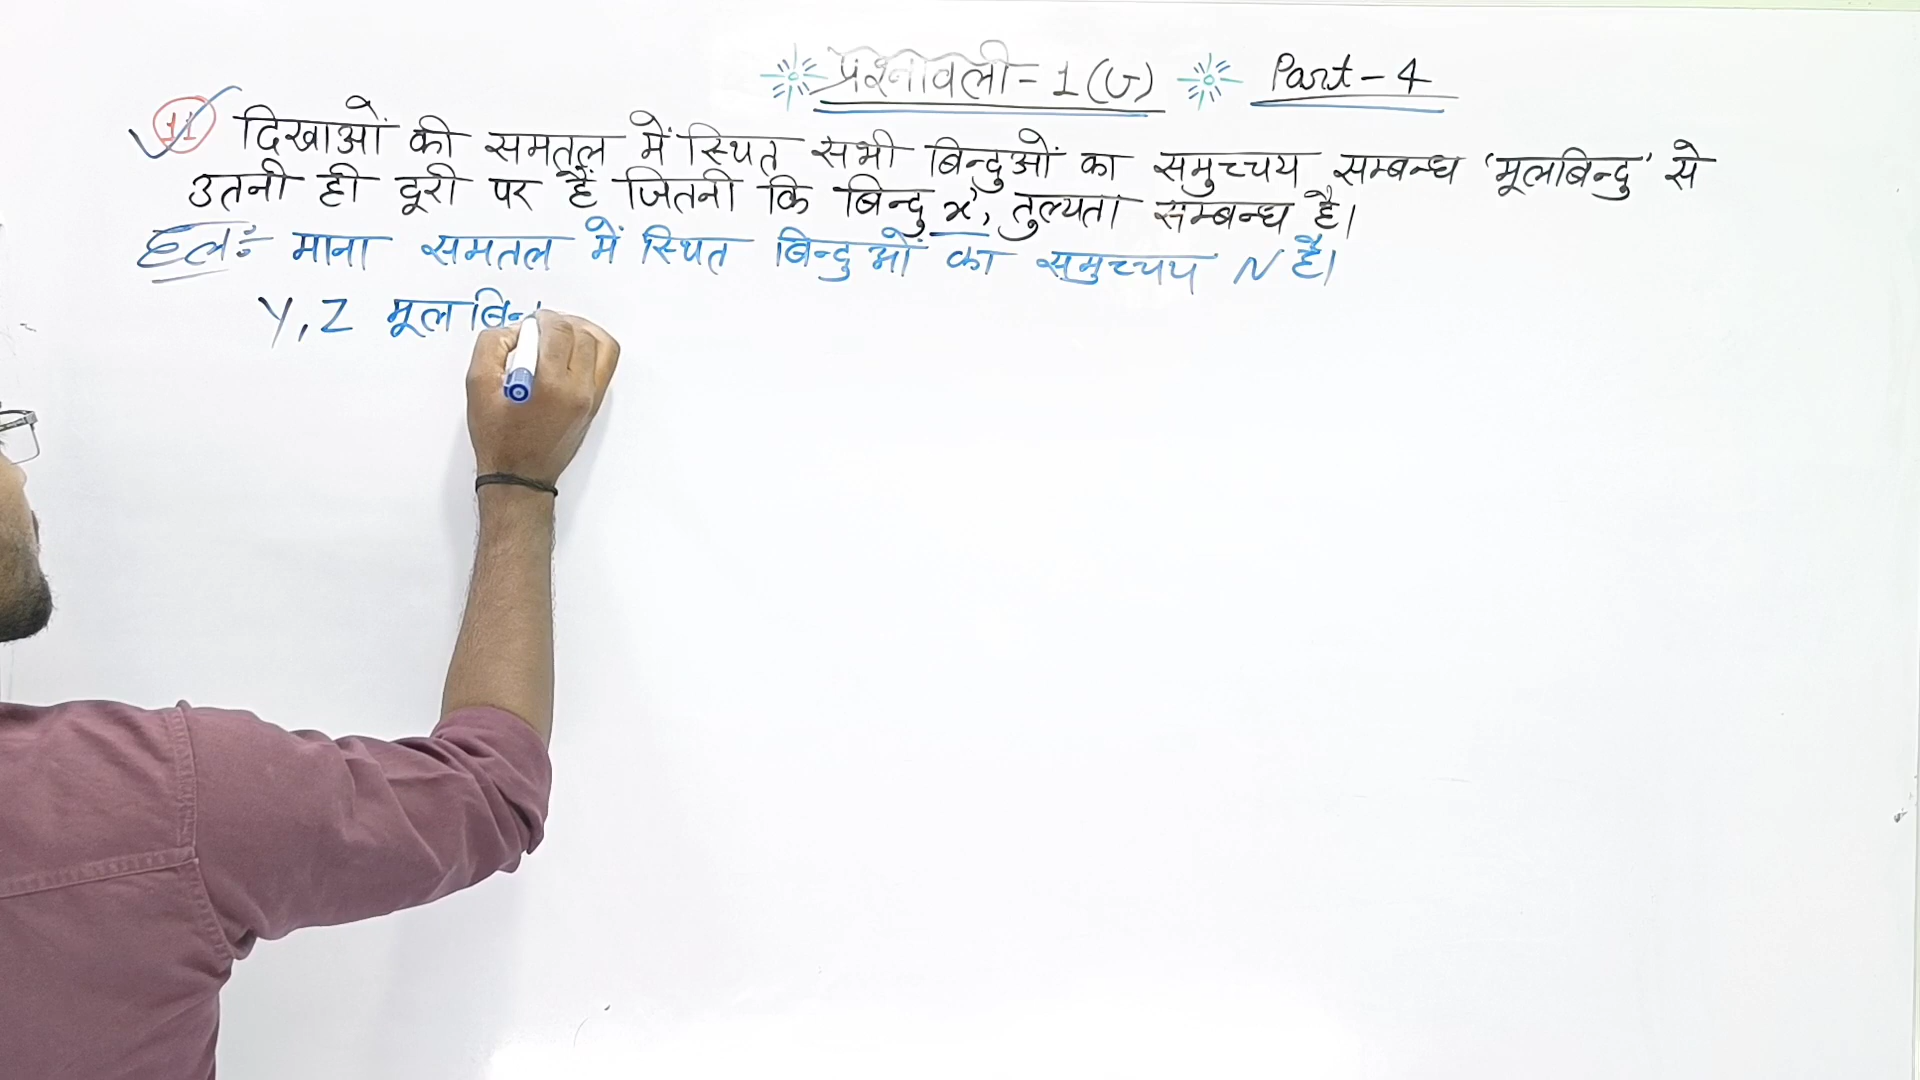 प्रश्नावली - 1 (U) Part - 4
11 दिखाओं की समतल में स्थित सभी बिन्दुओं का समुच्चय सम्बन्ध 'मूलबिन्दु' से
उतनी ही दूरी पर हैं जितनी कि बिन्दु x', तुल्यता सम्बन्ध है।
हल:- माना समतल में स्थित बिन्दुओं का समुच्चय N है।
Y, Z मूल